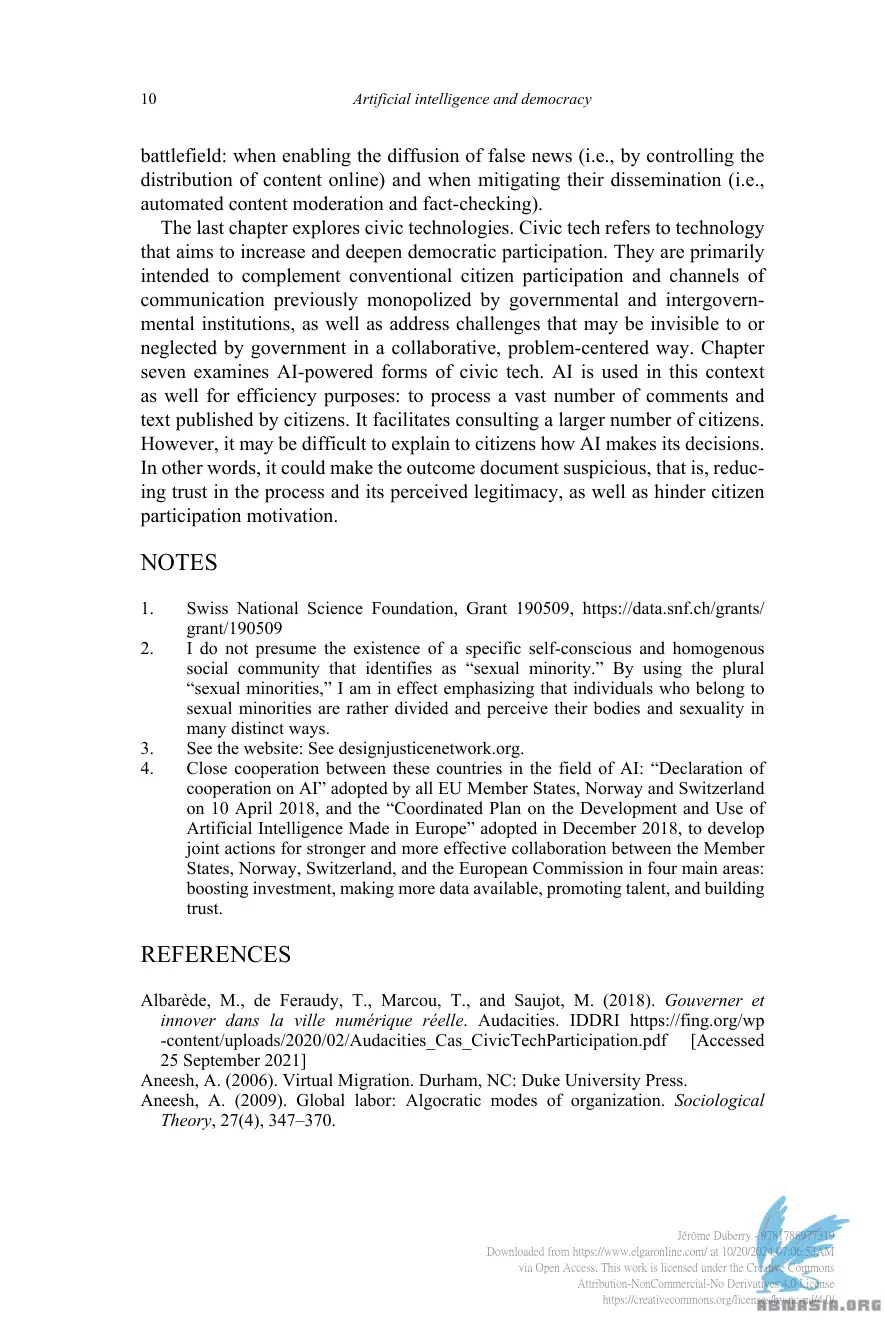 10 Artificial intelligence and democracy
battlefield: when enabling the diffusion of false news (i.e., by controlling the
distribution of content online) and when mitigating their dissemination (i.e.,
automated content moderation and fact-checking).
The last chapter explores civic technologies. Civic tech refers to technology
that aims to increase and deepen democratic participation. They are primarily
intended to complement conventional citizen participation and channels of
communication previously monopolized by governmental and intergovern-
mental institutions, as well as address challenges that may be invisible to or
neglected by government in a collaborative, problem-centered way. Chapter
seven examines AI-powered forms of civic tech. AI is used in this context
as well for efficiency purposes: to process a vast number of comments and
text published by citizens. It facilitates consulting a larger number of citizens.
However, it may be difficult to explain to citizens how AI makes its decisions.
In other words, it could make the outcome document suspicious, that is, reduc-
ing trust in the process and its perceived legitimacy, as well as hinder citizen
participation motivation.
NOTES
1. Swiss National Science Foundation, Grant 190509, https://data.snf.ch/grants/
grant/190509
2. I do not presume the existence of a specific self-conscious and homogenous
social community that identifies as “sexual minority.” By using the plural
“sexual minorities,” I am in effect emphasizing that individuals who belong to
sexual minorities are rather divided and perceive their bodies and sexuality in
many distinct ways.
3. See the website: See designjusticenetwork.org.
4. Close cooperation between these countries in the field of AI: “Declaration of
cooperation on AI” adopted by all EU Member States, Norway and Switzerland
on 10 April 2018, and the “Coordinated Plan on the Development and Use of
Artificial Intelligence Made in Europe” adopted in December 2018, to develop
joint actions for stronger and more effective collaboration between the Member
States, Norway, Switzerland, and the European Commission in four main areas:
boosting investment, making more data available, promoting talent, and building
trust.
REFERENCES
Albarède, M., de Feraudy, T., Marcou, T., and Saujot, M. (2018). Gouverner et
innover dans la ville numérique réelle. Audacities. IDDRI https://fing.org/wp
-content/uploads/2020/02/Audacities_Cas_CivicTechParticipation.pdf [Accessed
25 September 2021]
Aneesh, A. (2006). Virtual Migration. Durham, NC: Duke University Press.
Aneesh, A. (2009). Global labor: Algocratic modes of organization. Sociological
Theory, 27(4), 347–370.
Jérôme Duberry - 9781788977319
Downloaded from https://www.elgaronline.com/ at 10/20/2024 07:06:53AM
via Open Access. This work is licensed under the Creative Commons
Attribution-NonCommercial-No Derivatives 4.0 License
https://creativecommons.org/licenses/by-nc-nd/4.0/
ABNASIA.ORG